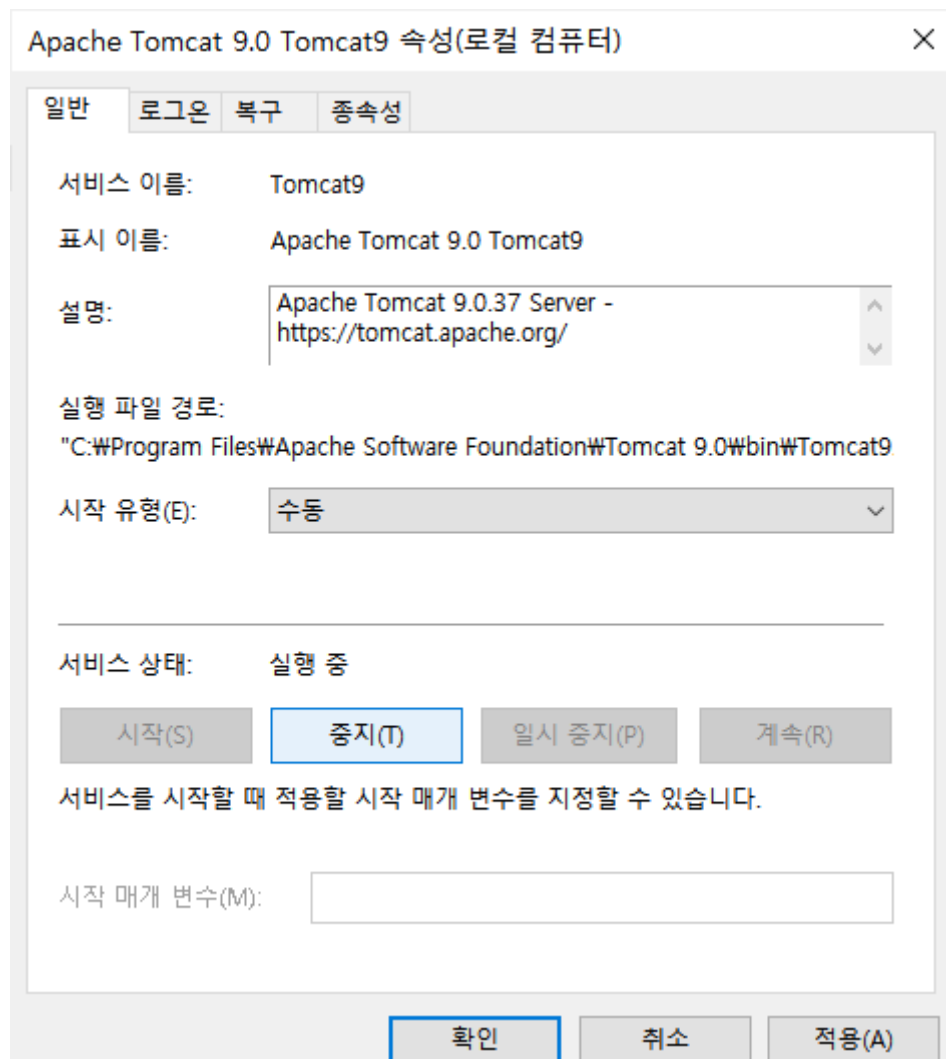 Apache Tomcat 9.0 Tomcat9 속성(로컬 컴퓨터)
일반 로그온 복구 종속성
서비스 이름: Tomcat9
표시 이름: Apache Tomcat 9.0 Tomcat9
설명: Apache Tomcat 9.0.37 Server -
https://tomcat.apache.org/
실행 파일 경로:
"C:₩Program Files₩Apache Software Foundation₩Tomcat 9.0₩bin₩Tomcat9
시작 유형(E): 수동
서비스 상태: 실행 중
시작(S) 중지(T) 일시 중지(P) 계속(R)
서비스를 시작할 때 적용할 시작 매개 변수를 지정할 수 있습니다.
시작 매개 변수(M):
확인 취소 적용(A)